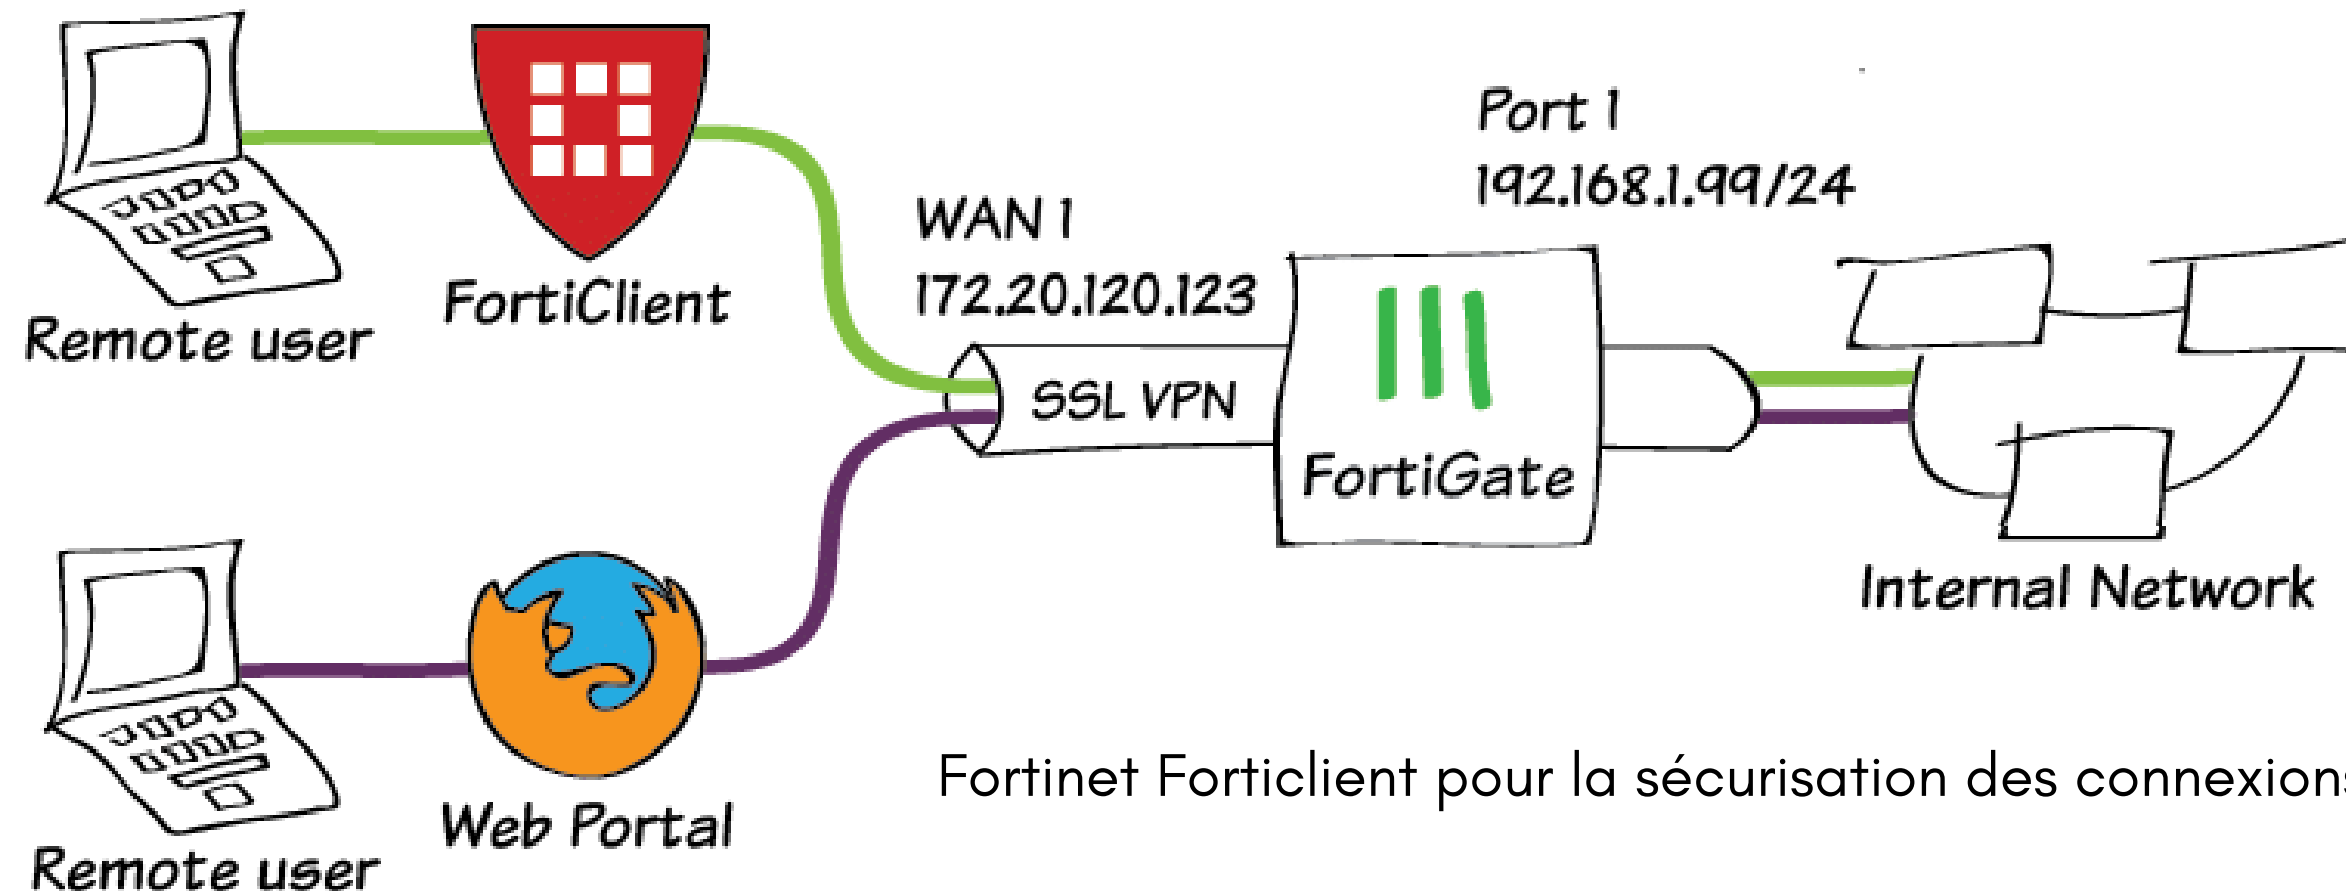 Port 1
192.168.1.99/24
WAN 1
172.20.120.123
FortiClient
Remote user
SSL VPN
FortiGate
Internal Network
Fortinet Forticlient pour la sécurisation des connexions
Web Portal
Remote user